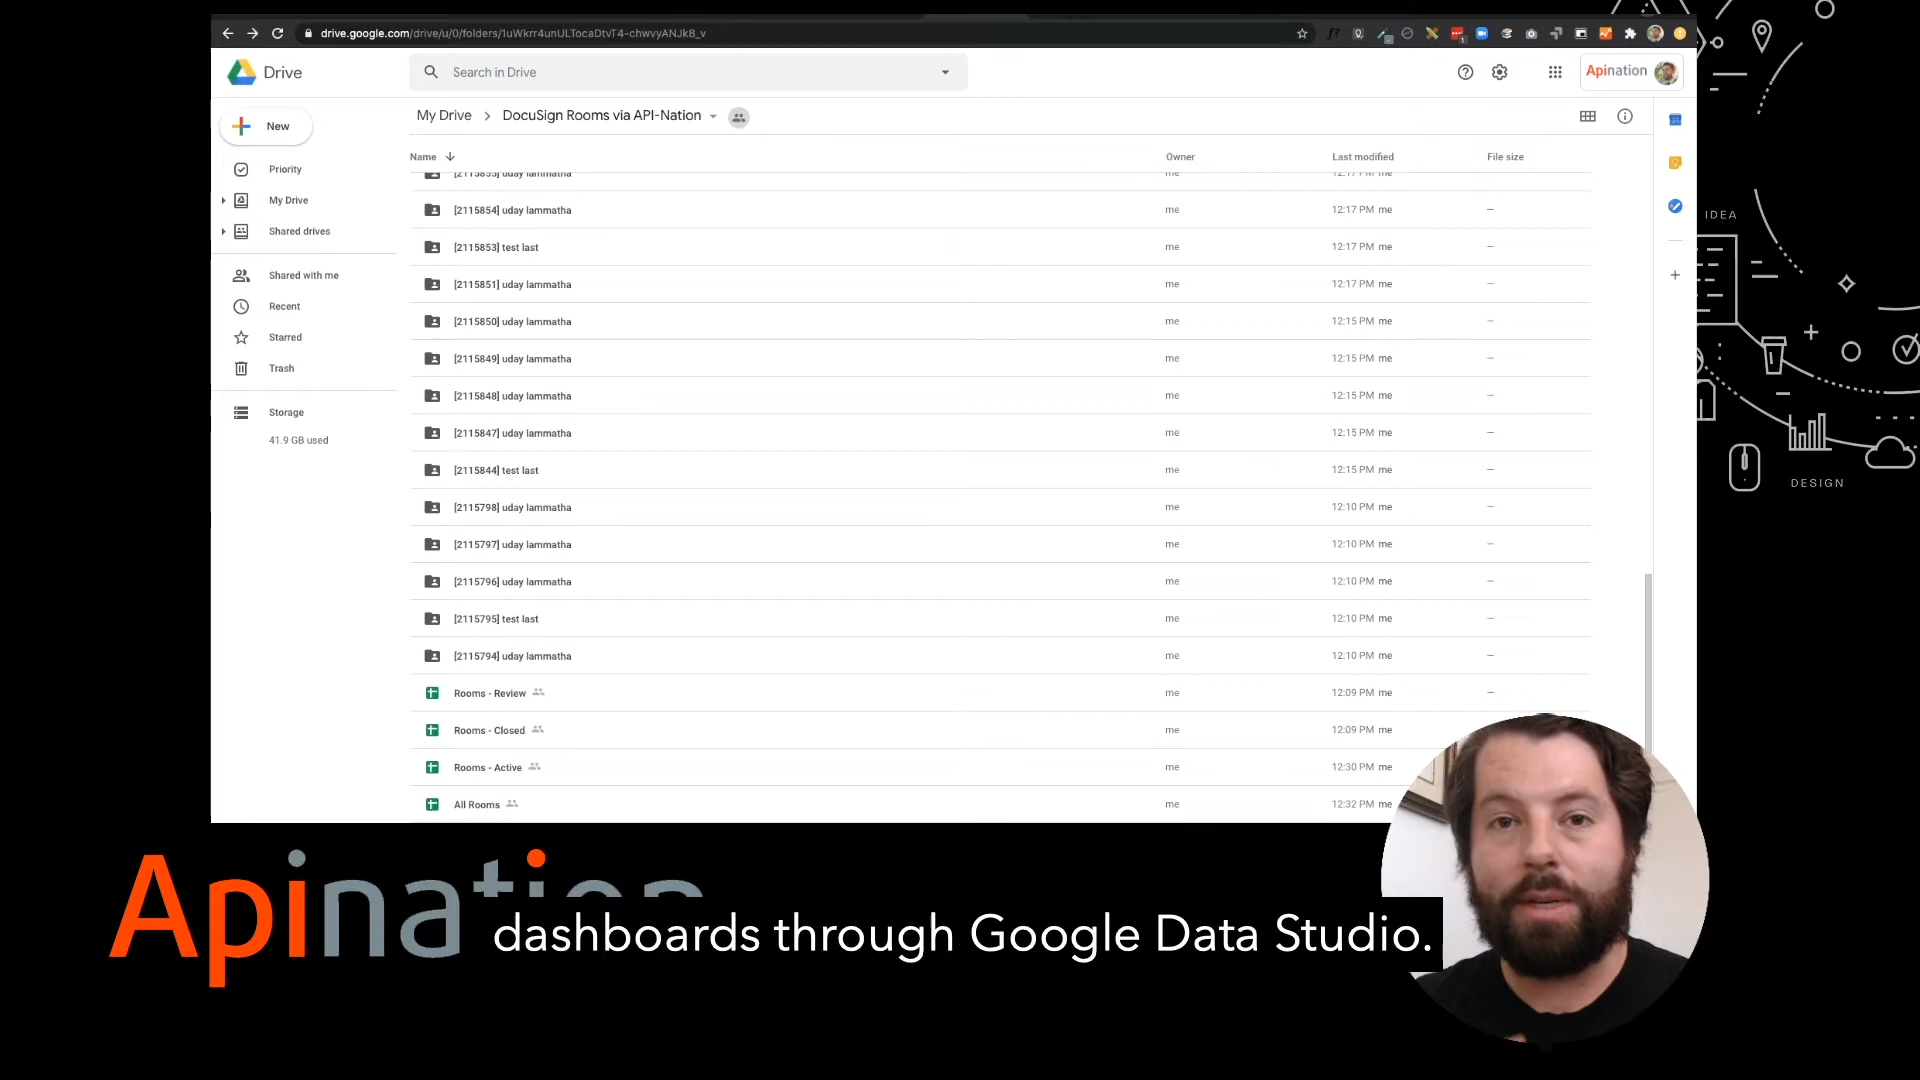 drive.google.com/drive/u/0/folders/1uWkrr4unULTocaDtvT4-chwvyANJk8_v
Drive
Search in Drive
Apination
New
My Drive
DocuSign Rooms via API-Nation
Name
Owner
Last modified
File size
Priority
My Drive
Shared drives
Shared with me
Recent
Starred
Trash
Storage
41.9 GB used
[2115855] uday lammatha me 12:17 PM me
[2115854] uday lammatha me 12:17 PM me –
[2115853] test last me 12:17 PM me –
[2115851] uday lammatha me 12:17 PM me –
[2115850] uday lammatha me 12:15 PM me –
[2115849] uday lammatha me 12:15 PM me –
[2115848] uday lammatha me 12:15 PM me –
[2115847] uday lammatha me 12:15 PM me –
[2115844] test last me 12:15 PM me –
[2115798] uday lammatha me 12:10 PM me –
[2115797] uday lammatha me 12:10 PM me –
[2115796] uday lammatha me 12:10 PM me –
[2115795] test last me 12:10 PM me –
[2115794] uday lammatha me 12:10 PM me –
Rooms - Review me 12:09 PM me –
Rooms - Closed me 12:09 PM me
Rooms - Active me 12:30 PM me
All Rooms me 12:32 PM me
IDEA
DESIGN
Apination
dashboards through Google Data Studio.